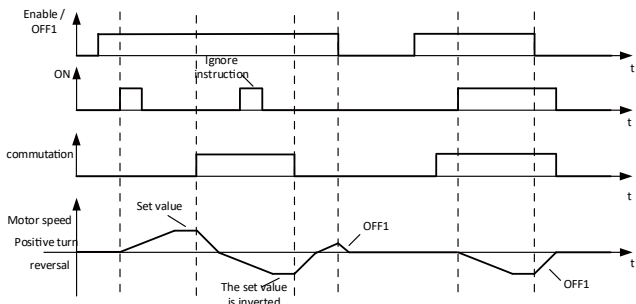 Enable /
OFF1
t
Ignore
instruction
ON
t
commutation
t
Motor speed
Set value
Positive turn
OFF1
reversal
t
The set value
is inverted
OFF1